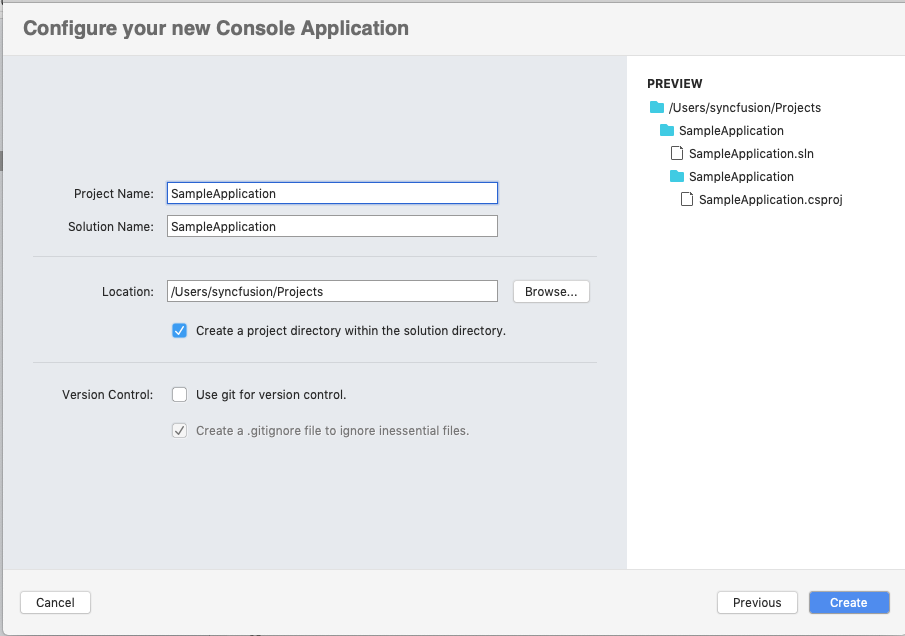 Configure your new Console Application
Project Name: SampleApplication
Solution Name: SampleApplication
Location: /Users/syncfusion/Projects Browse...
Create a project directory within the solution directory.
Version Control: Use git for version control.
Create a .gitignore file to ignore inessential files.
PREVIEW
/Users/syncfusion/Projects
SampleApplication
SampleApplication.sln
SampleApplication
SampleApplication.csproj
Cancel Previous Create